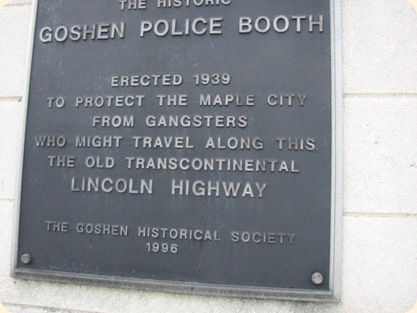 THE HISTORIC
GOSHEN POLICE BOOTH
ERECTED 1939
TO PROTECT THE MAPLE CITY
FROM GANGSTERS
WHO MIGHT TRAVEL ALONG THIS,
THE OLD TRANSCONTINENTAL
LINCOLN HIGHWAY
THE GOSHEN HISTORICAL SOCIETY
1996